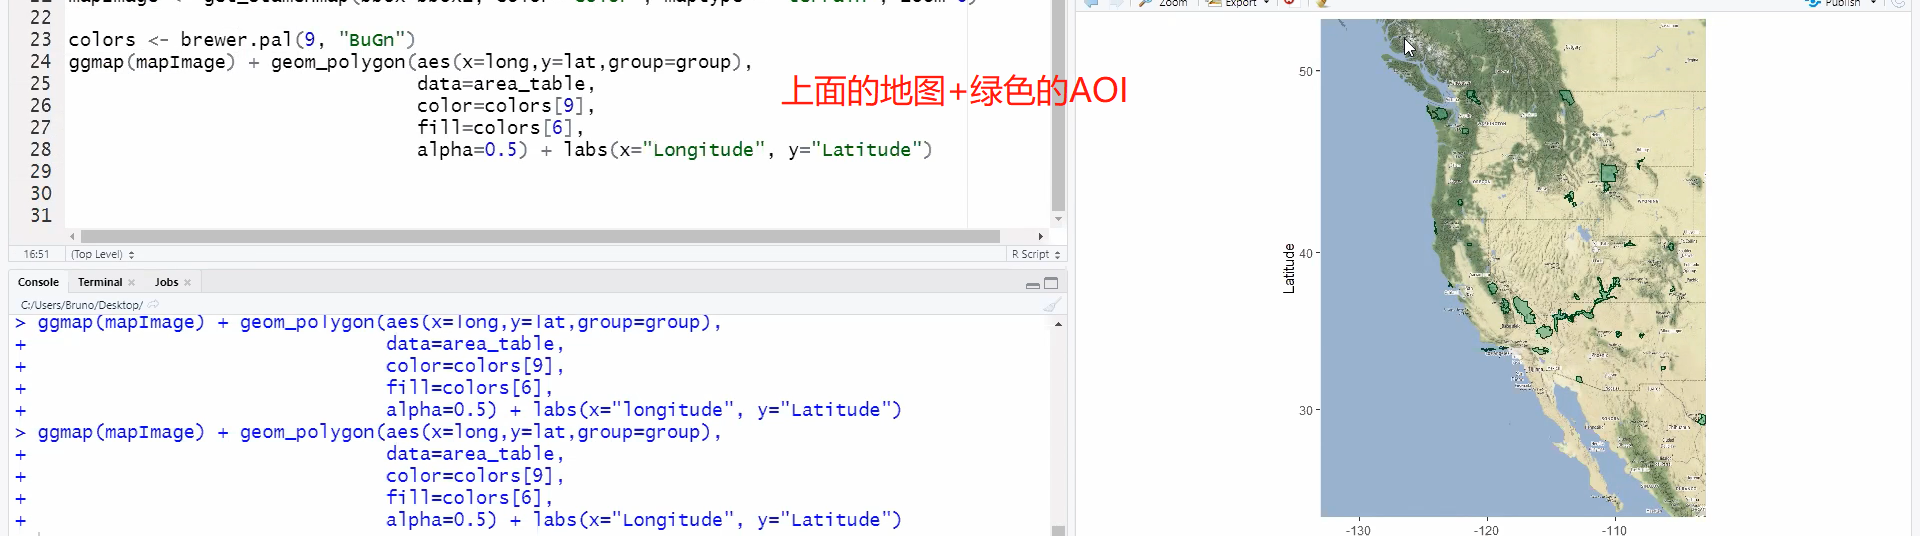 22
23 colors <- brewer.pal(9, "BuGn")
24 ggmap(mapImage) + geom_polygon(aes(x=long,y=lat,group=group),
25 data=area_table,
26 color=colors[9],
27 fill=colors[6],
28 alpha=0.5) + labs(x="Longitude", y="Latitude")
29
30
31
上面的地图+绿色的AOI
16:51 (Top Level) R Script
Console Terminal Jobs
C:/Users/Bruno/Desktop/
> ggmap(mapImage) + geom_polygon(aes(x=long,y=lat,group=group),
+ data=area_table,
+ color=colors[9],
+ fill=colors[6],
+ alpha=0.5) + labs(x="longitude", y="Latitude")
> ggmap(mapImage) + geom_polygon(aes(x=long,y=lat,group=group),
+ data=area_table,
+ color=colors[9],
+ fill=colors[6],
+ alpha=0.5) + labs(x="Longitude", y="Latitude")
Zoom Export Publish
50
40
30
Latitude
-130 -120 -110